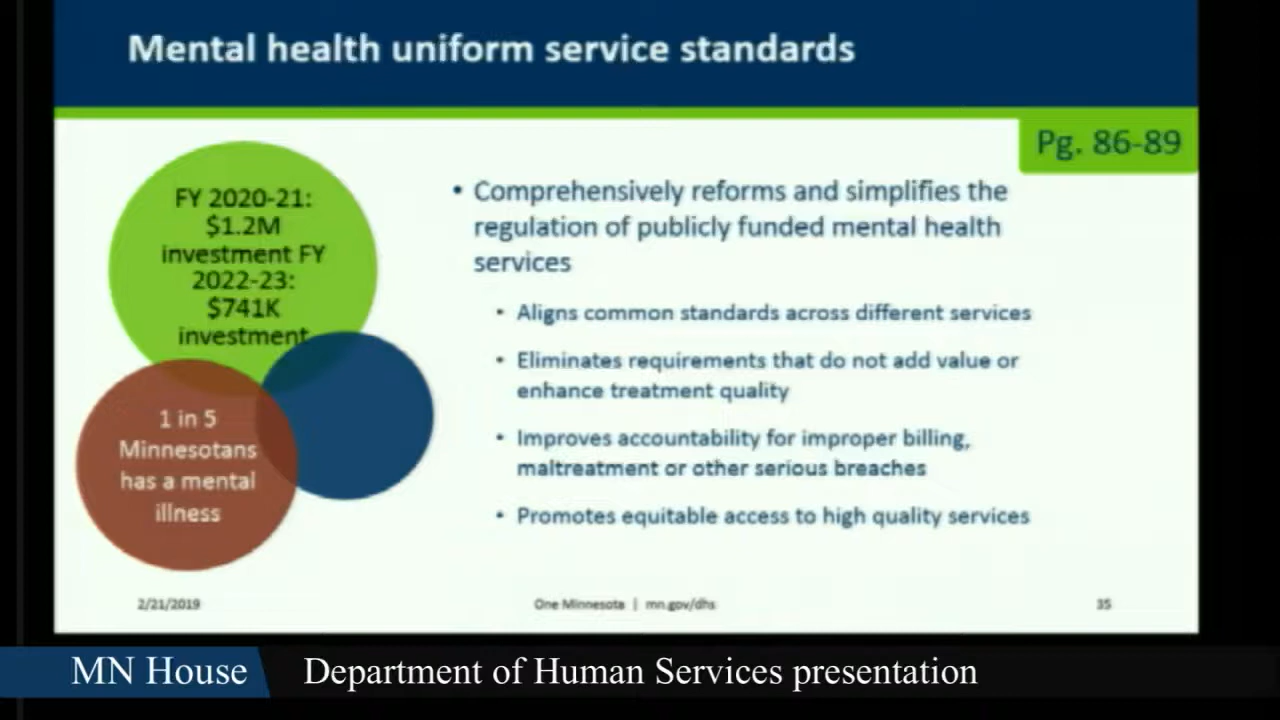 Mental health uniform service standards
Pg. 86-89
FY 2020-21:
$1.2M
investment FY
2022-23:
$741K
investment
1 in 5
Minnesotans
has a mental
illness
• Comprehensively reforms and simplifies the
regulation of publicly funded mental health
services
• Aligns common standards across different services
• Eliminates requirements that do not add value or
enhance treatment quality
• Improves accountability for improper billing,
maltreatment or other serious breaches
• Promotes equitable access to high quality services
2/21/2019
One Minnesota | mn.gov/dhs
35
MN House
Department of Human Services presentation